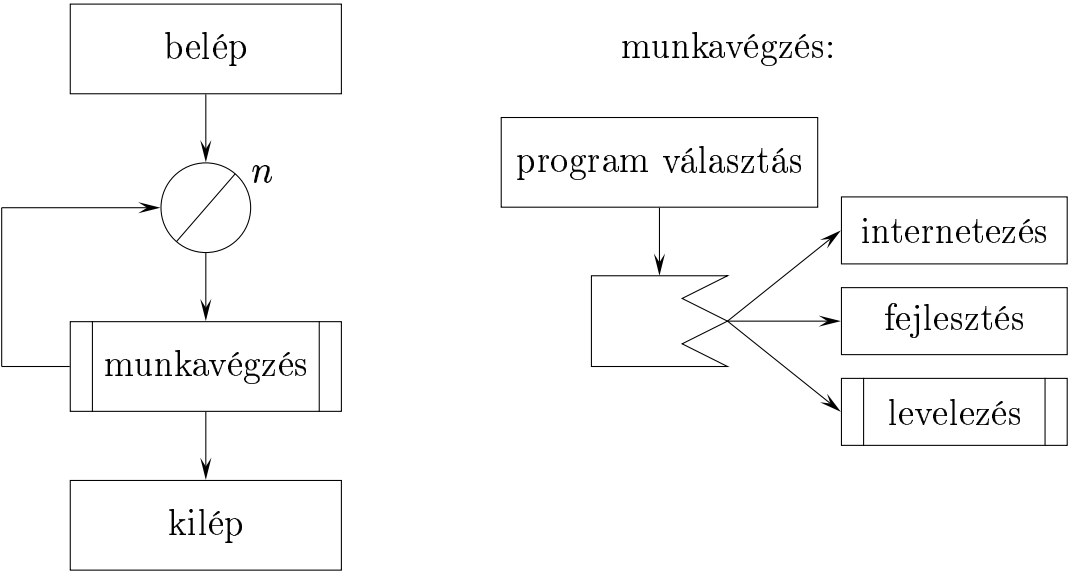 belép
n
munkavégzés
kilép
munkavégzés:
program választás
internetezés
fejlesztés
levelezés